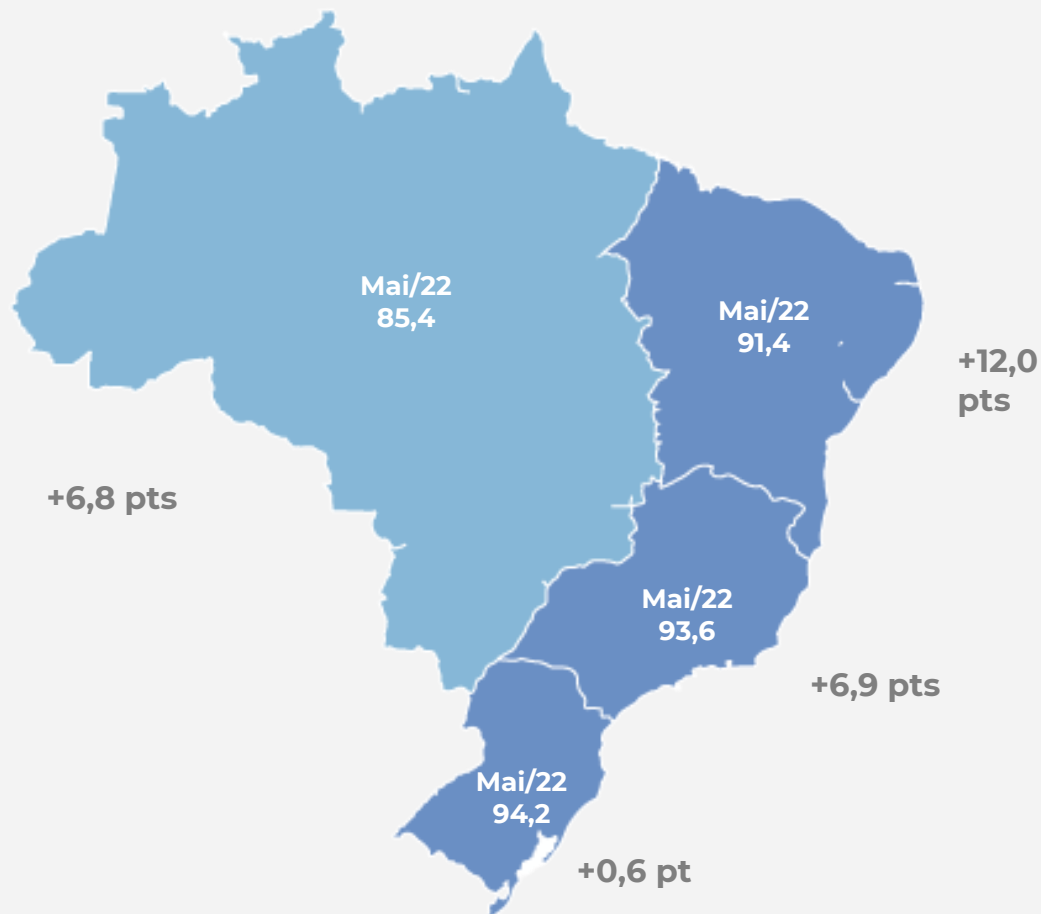 Mai/22
85,4
Mai/22
91,4
+12,0
pts
+6,8 pts
Mai/22
93,6
+6,9 pts
Mai/22
94,2
+0,6 pt